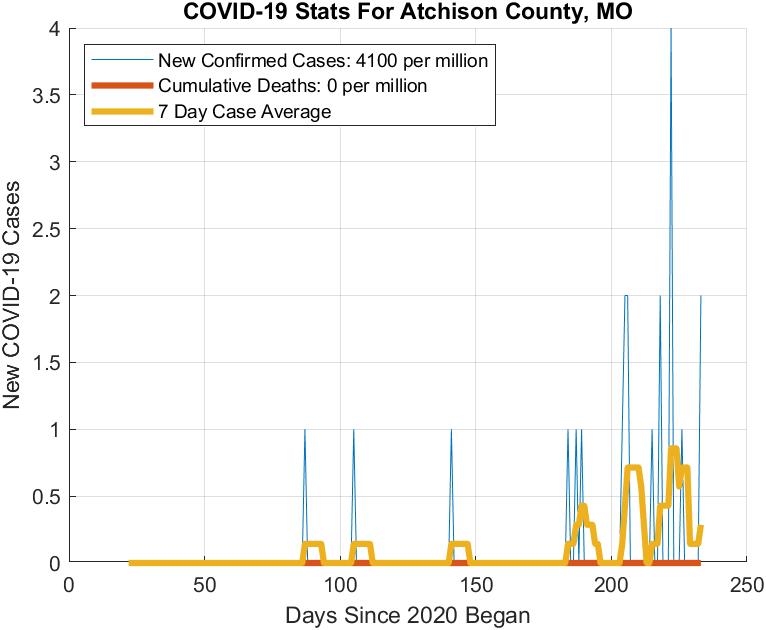 COVID-19 Stats For Atchison County, MO
New Confirmed Cases: 4100 per million
Cumulative Deaths: 0 per million
7 Day Case Average
New COVID-19 Cases
4
3.5
3
2.5
2
1.5
1
0.5
0
0 50 100 150 200 250
Days Since 2020 Began